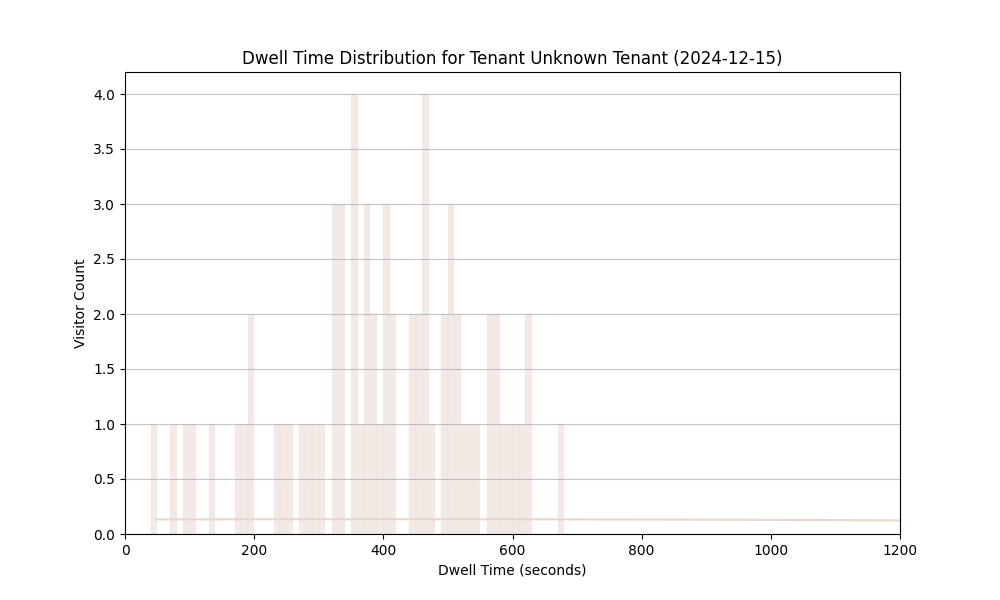 Dwell Time Distribution for Tenant Unknown Tenant (2024-12-15)
4.0
3.5
3.0
2.5
2.0
1.5
1.0
0.5
0.0
Visitor Count
0 200 400 600 800 1000 1200
Dwell Time (seconds)